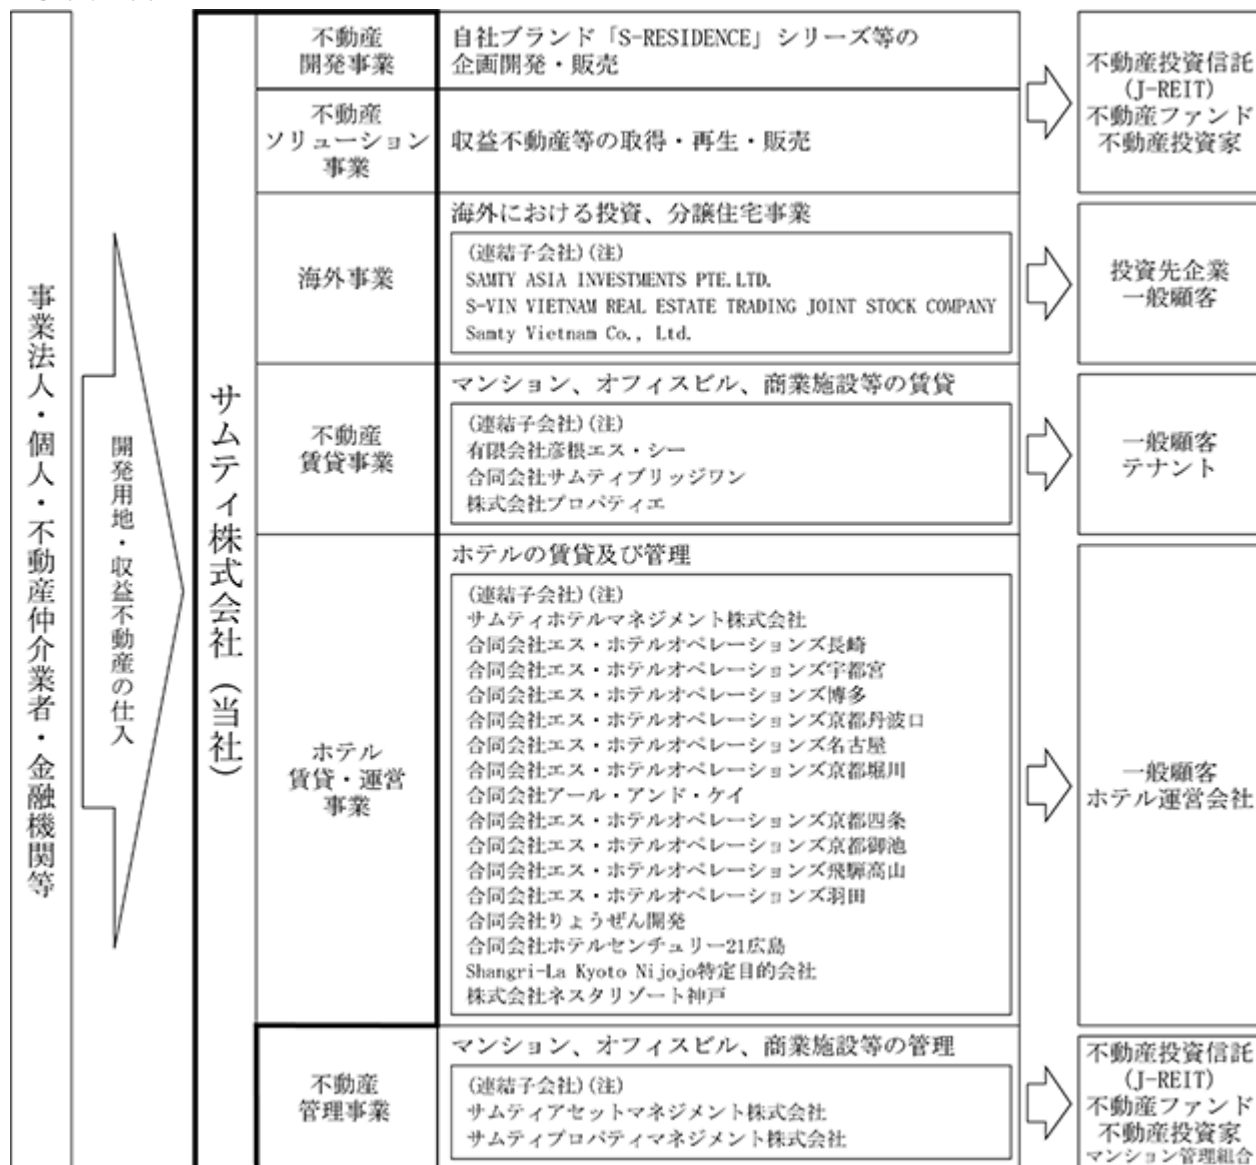 事業法人・個人・不動産仲介業者・金融機関等
開発用地・収益不動産の仕入
サムティ株式会社(当社)
不動産
開発事業
自社ブランド「S-RESIDENCE」シリーズ等の
企画開発・販売
不動産
ソリューション
事業
収益不動産等の取得・再生・販売
不動産投資信託
(J-REIT)
不動産ファンド
不動産投資家
海外事業
海外における投資、分譲住宅事業
(連結子会社)(注)
SAMTY ASIA INVESTMENTS PTE.LTD.
S-VIN VIETNAM REAL ESTATE TRADING JOINT STOCK COMPANY
Samty Vietnam Co., Ltd.
投資先企業
一般顧客
不動産
賃貸事業
マンション、オフィスビル、商業施設等の賃貸
(連結子会社)(注)
有限会社彦根エス・シー
合同会社サムティブリッジワン
株式会社プロパティエ
一般顧客
テナント
ホテル
賃貸・運営
事業
ホテルの賃貸及び管理
(連結子会社)(注)
サムティホテルマネジメント株式会社
合同会社エス・ホテルオペレーションズ長崎
合同会社エス・ホテルオペレーションズ宇都宮
合同会社エス・ホテルオペレーションズ博多
合同会社エス・ホテルオペレーションズ京都丹波口
合同会社エス・ホテルオペレーションズ名古屋
合同会社エス・ホテルオペレーションズ京都堀川
合同会社アール・アンド・ケイ
合同会社エス・ホテルオペレーションズ京都四条
合同会社エス・ホテルオペレーションズ京都御池
合同会社エス・ホテルオペレーションズ飛騨高山
合同会社エス・ホテルオペレーションズ羽田
合同会社りょうぜん開発
合同会社ホテルセンチュリー21広島
Shangri-La Kyoto Nijojo特定目的会社
株式会社ネスタリゾート神戸
一般顧客
ホテル運営会社
不動産
管理事業
マンション、オフィスビル、商業施設等の管理
(連結子会社)(注)
サムティアセットマネジメント株式会社
サムティプロパティマネジメント株式会社
不動産投資信託
(J-REIT)
不動産ファンド
不動産投資家
マンション管理組合